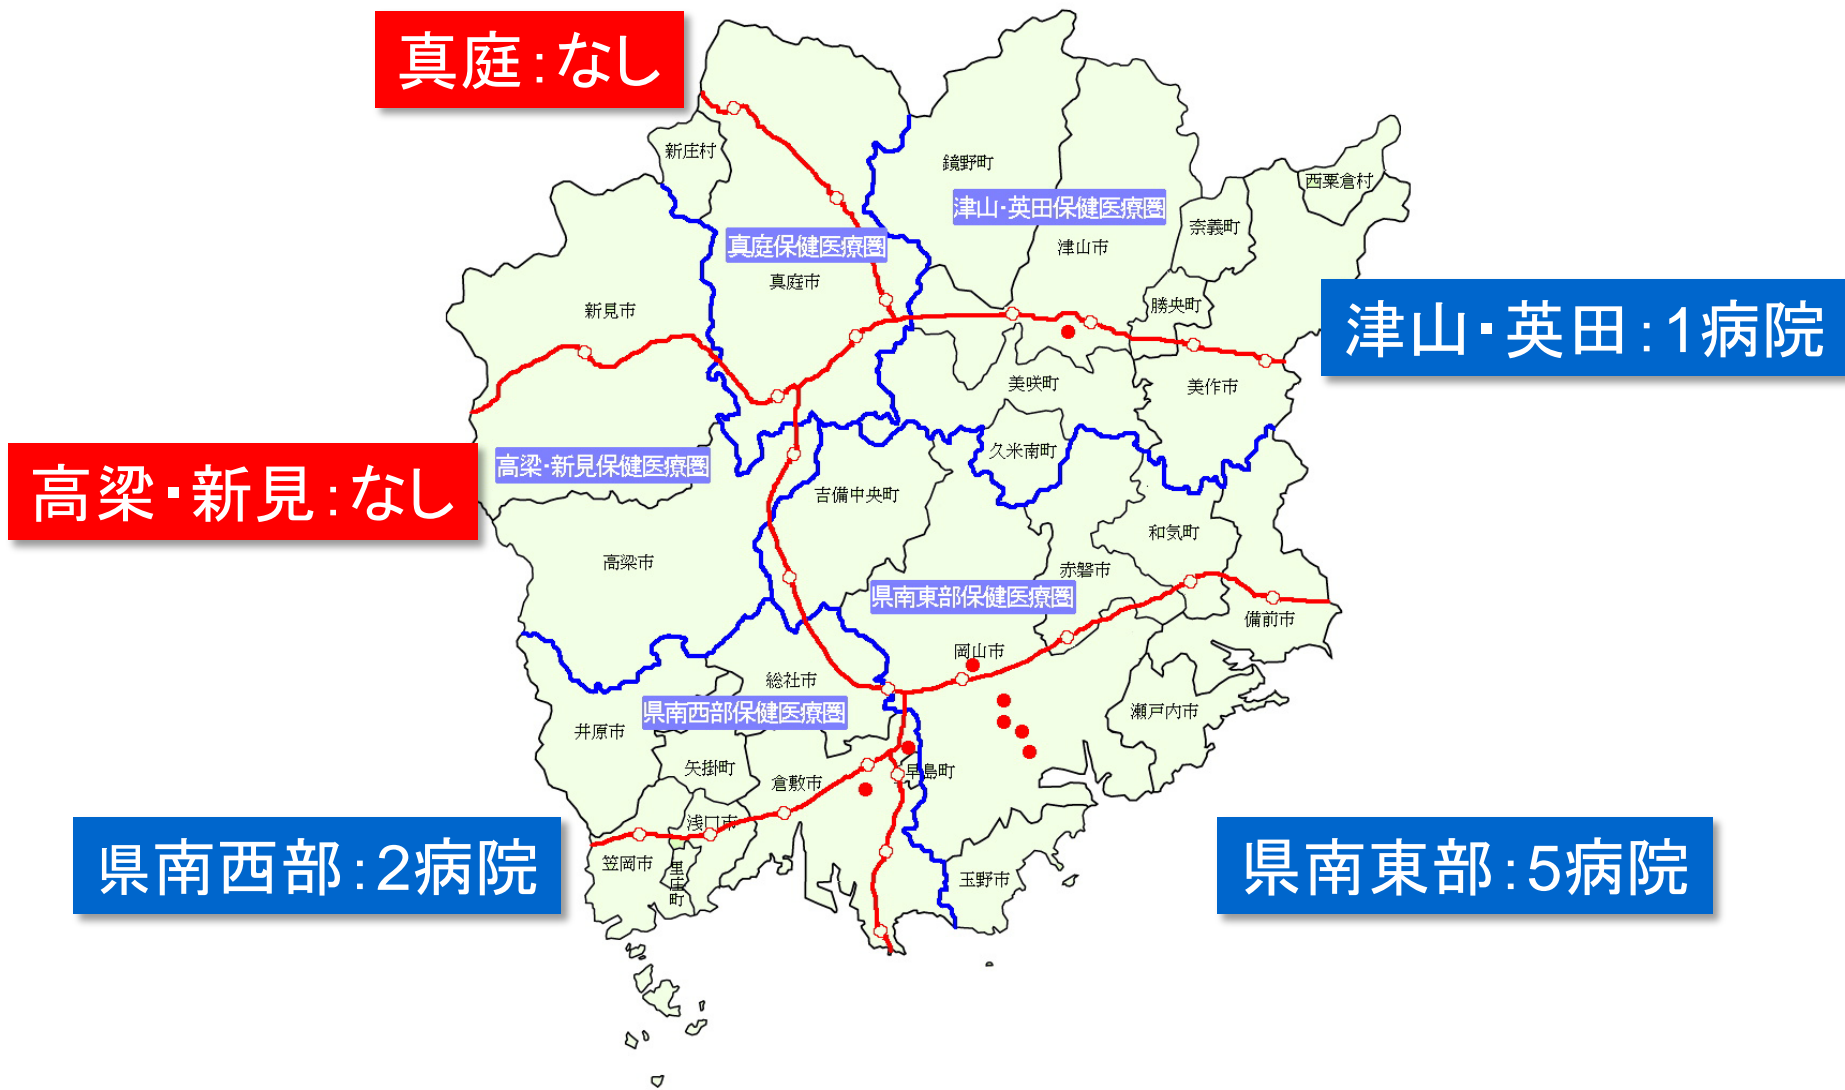 真庭：なし
新庄村
鏡野町
西粟倉村
津山・英田保健医療圏
奈義町
真庭保健医療圏
津山市
真庭市
新見市
勝央町
津山・英田：1病院
美咲町
美作市
久米南町
高梁・新見保健医療圏
高梁・新見：なし
吉備中央町
和気町
高梁市
赤磐市
県南東部保健医療圏
備前市
岡山市
総社市
県南西部保健医療圏
瀬戸内市
井原市
矢掛町
倉敷市
早島町
浅口市
県南西部：2病院
笠岡市
里庄町
玉野市
県南東部：5病院